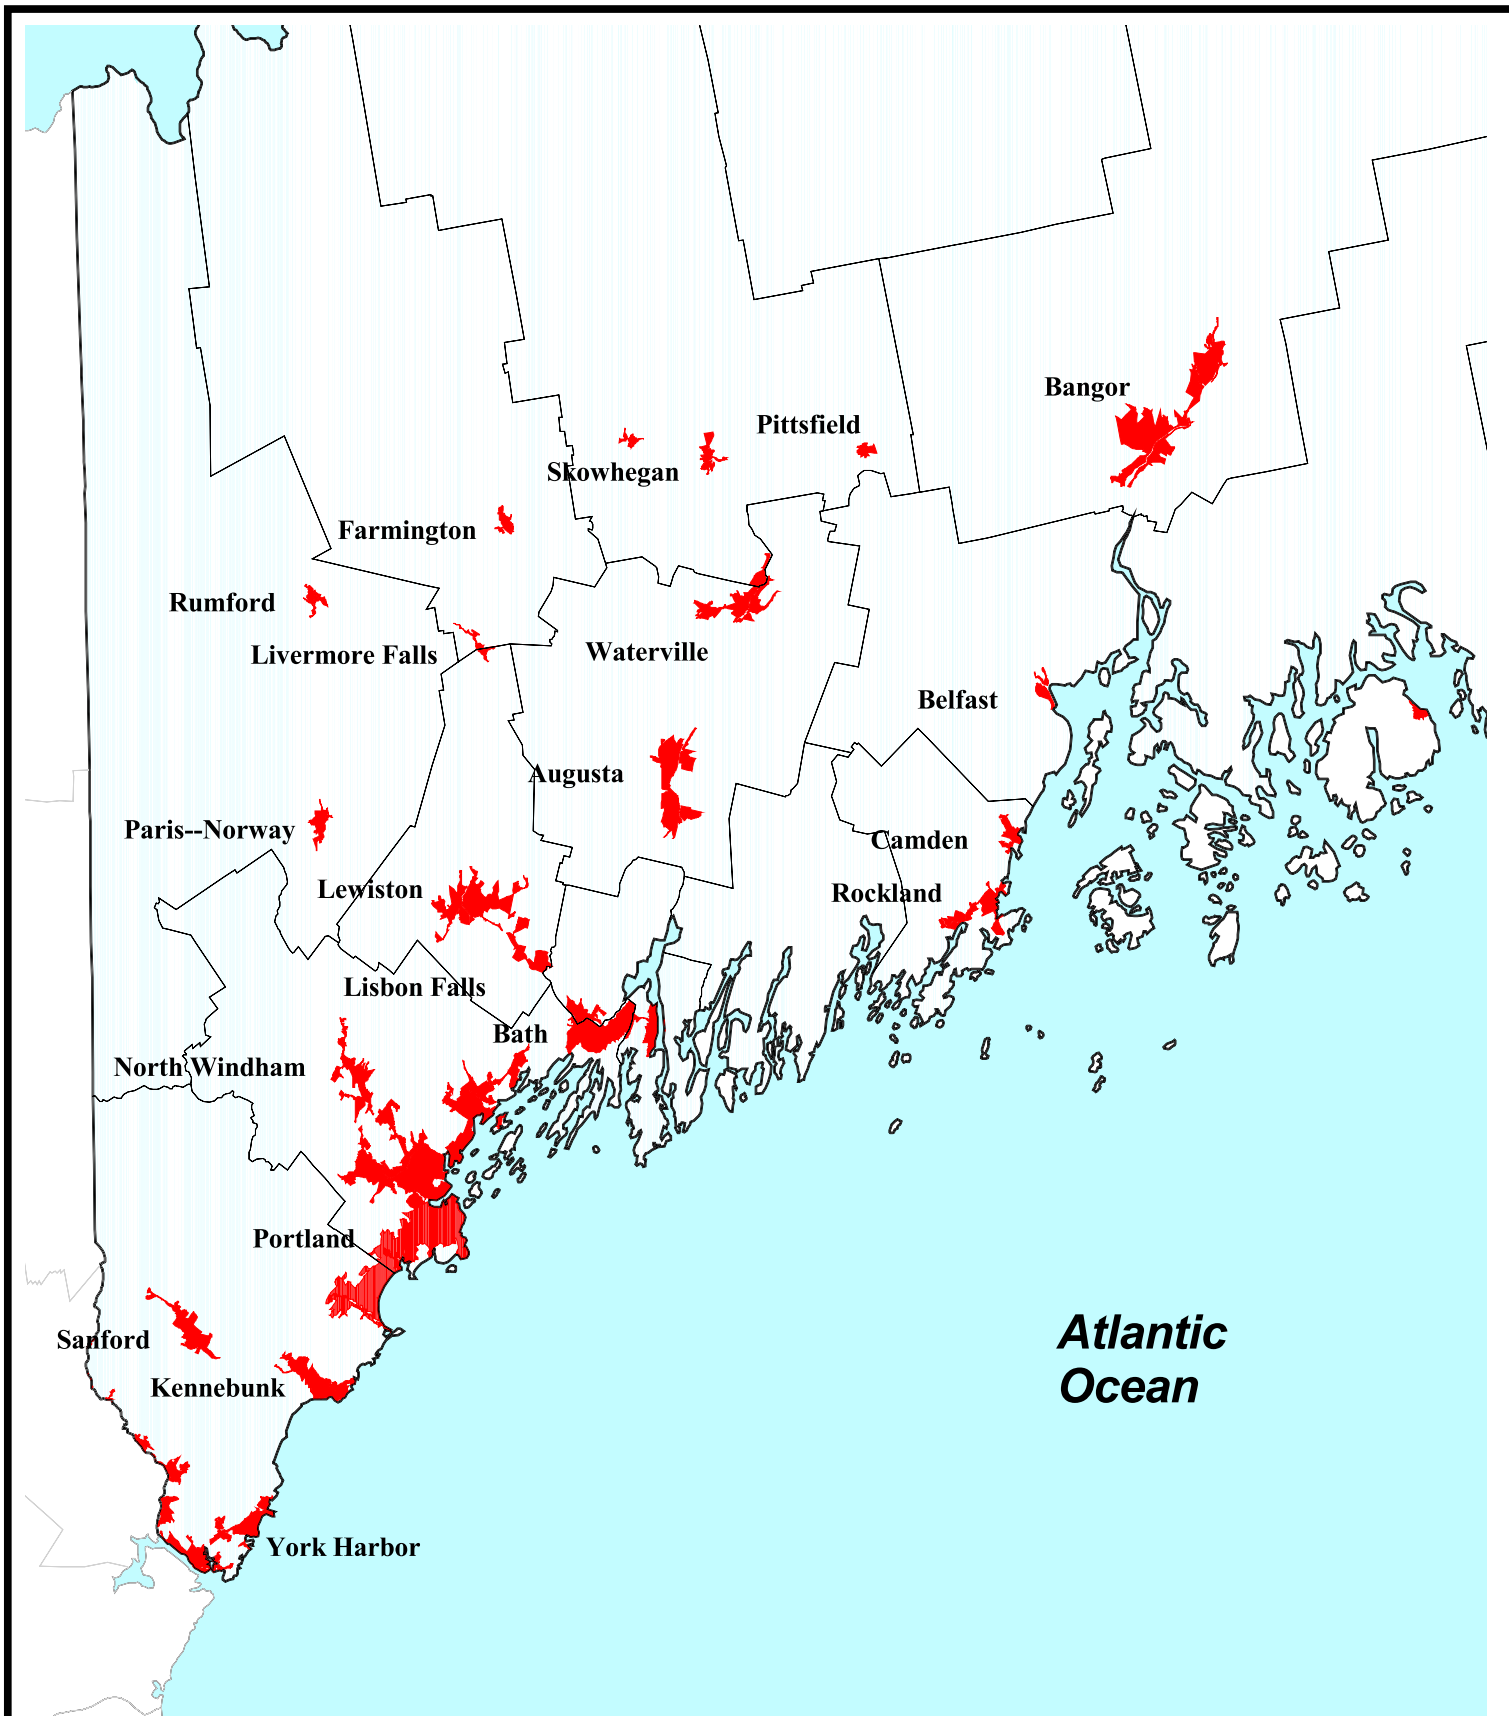 Bangor
Pittsfield
Skowhegan
Farmington
Rumford
Livermore Falls
Waterville
Belfast
Augusta
Paris--Norway
Camden
Lewiston
Rockland
Lisbon Falls
Bath
North Windham
Portland
Atlantic
Ocean
Sanford
Kennebunk
York Harbor